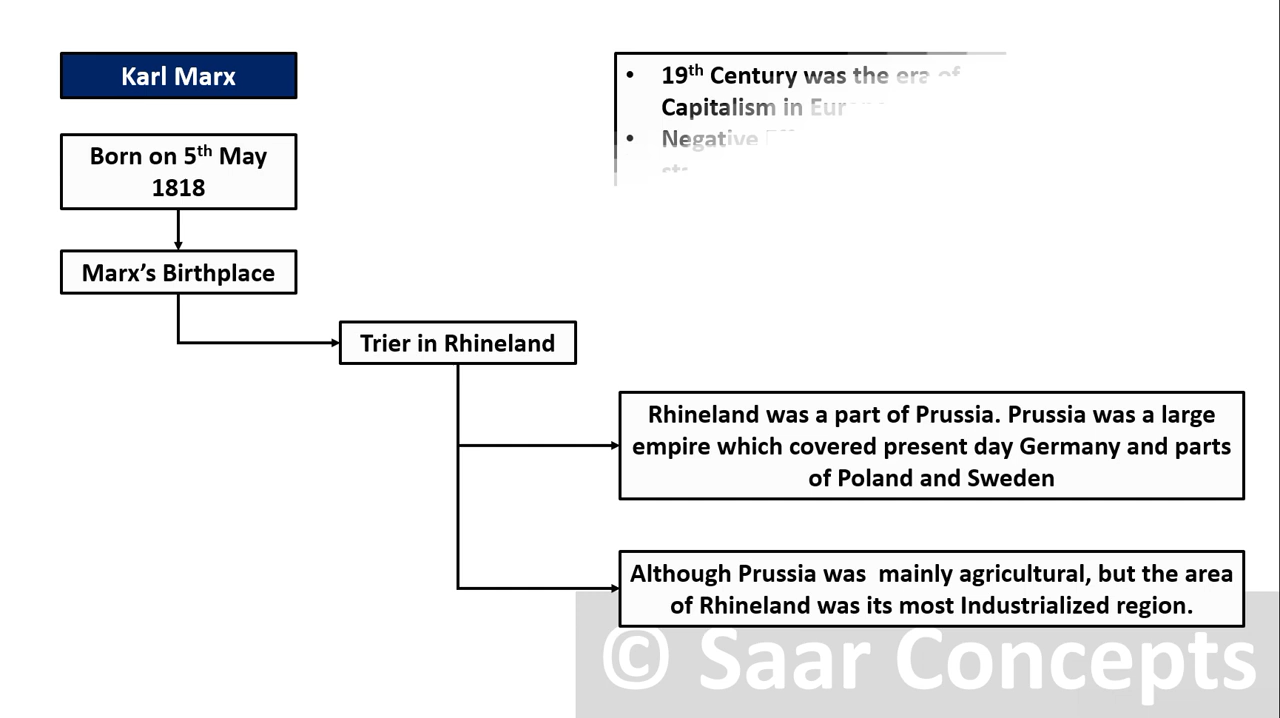 Karl Marx
Born on 5th May
1818
Marx's Birthplace
Trier in Rhineland
• 19th Century was the era of
Capitalism in
• Negative
Rhineland was a part of Prussia. Prussia was a large
empire which covered present day Germany and parts
of Poland and Sweden
Although Prussia was mainly agricultural, but the area
of Rhineland was its most Industrialized region.
© Saar Concepts